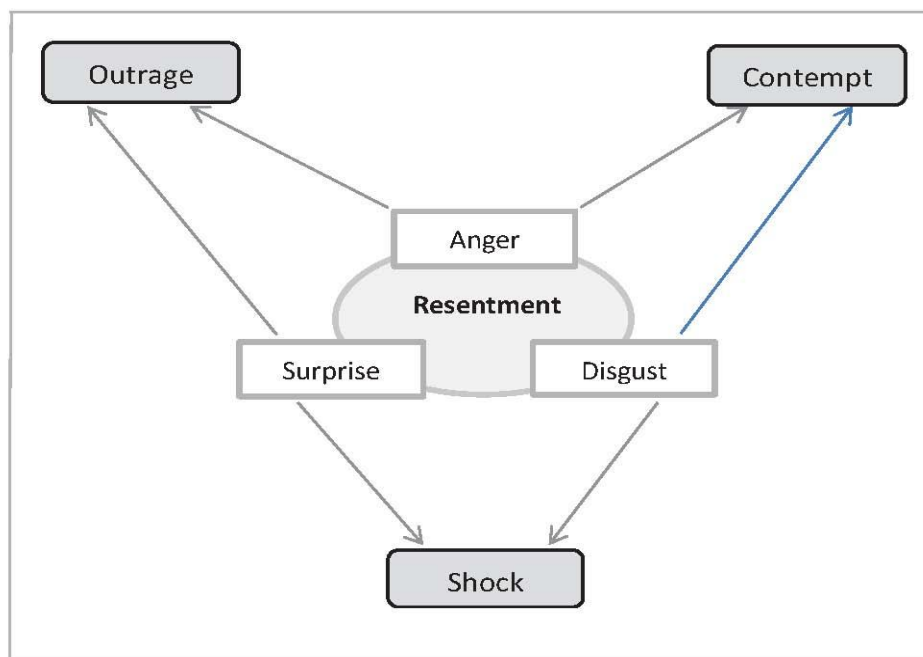 Outrage
Contempt
Anger
Resentment
Surprise
Disgust
Shock